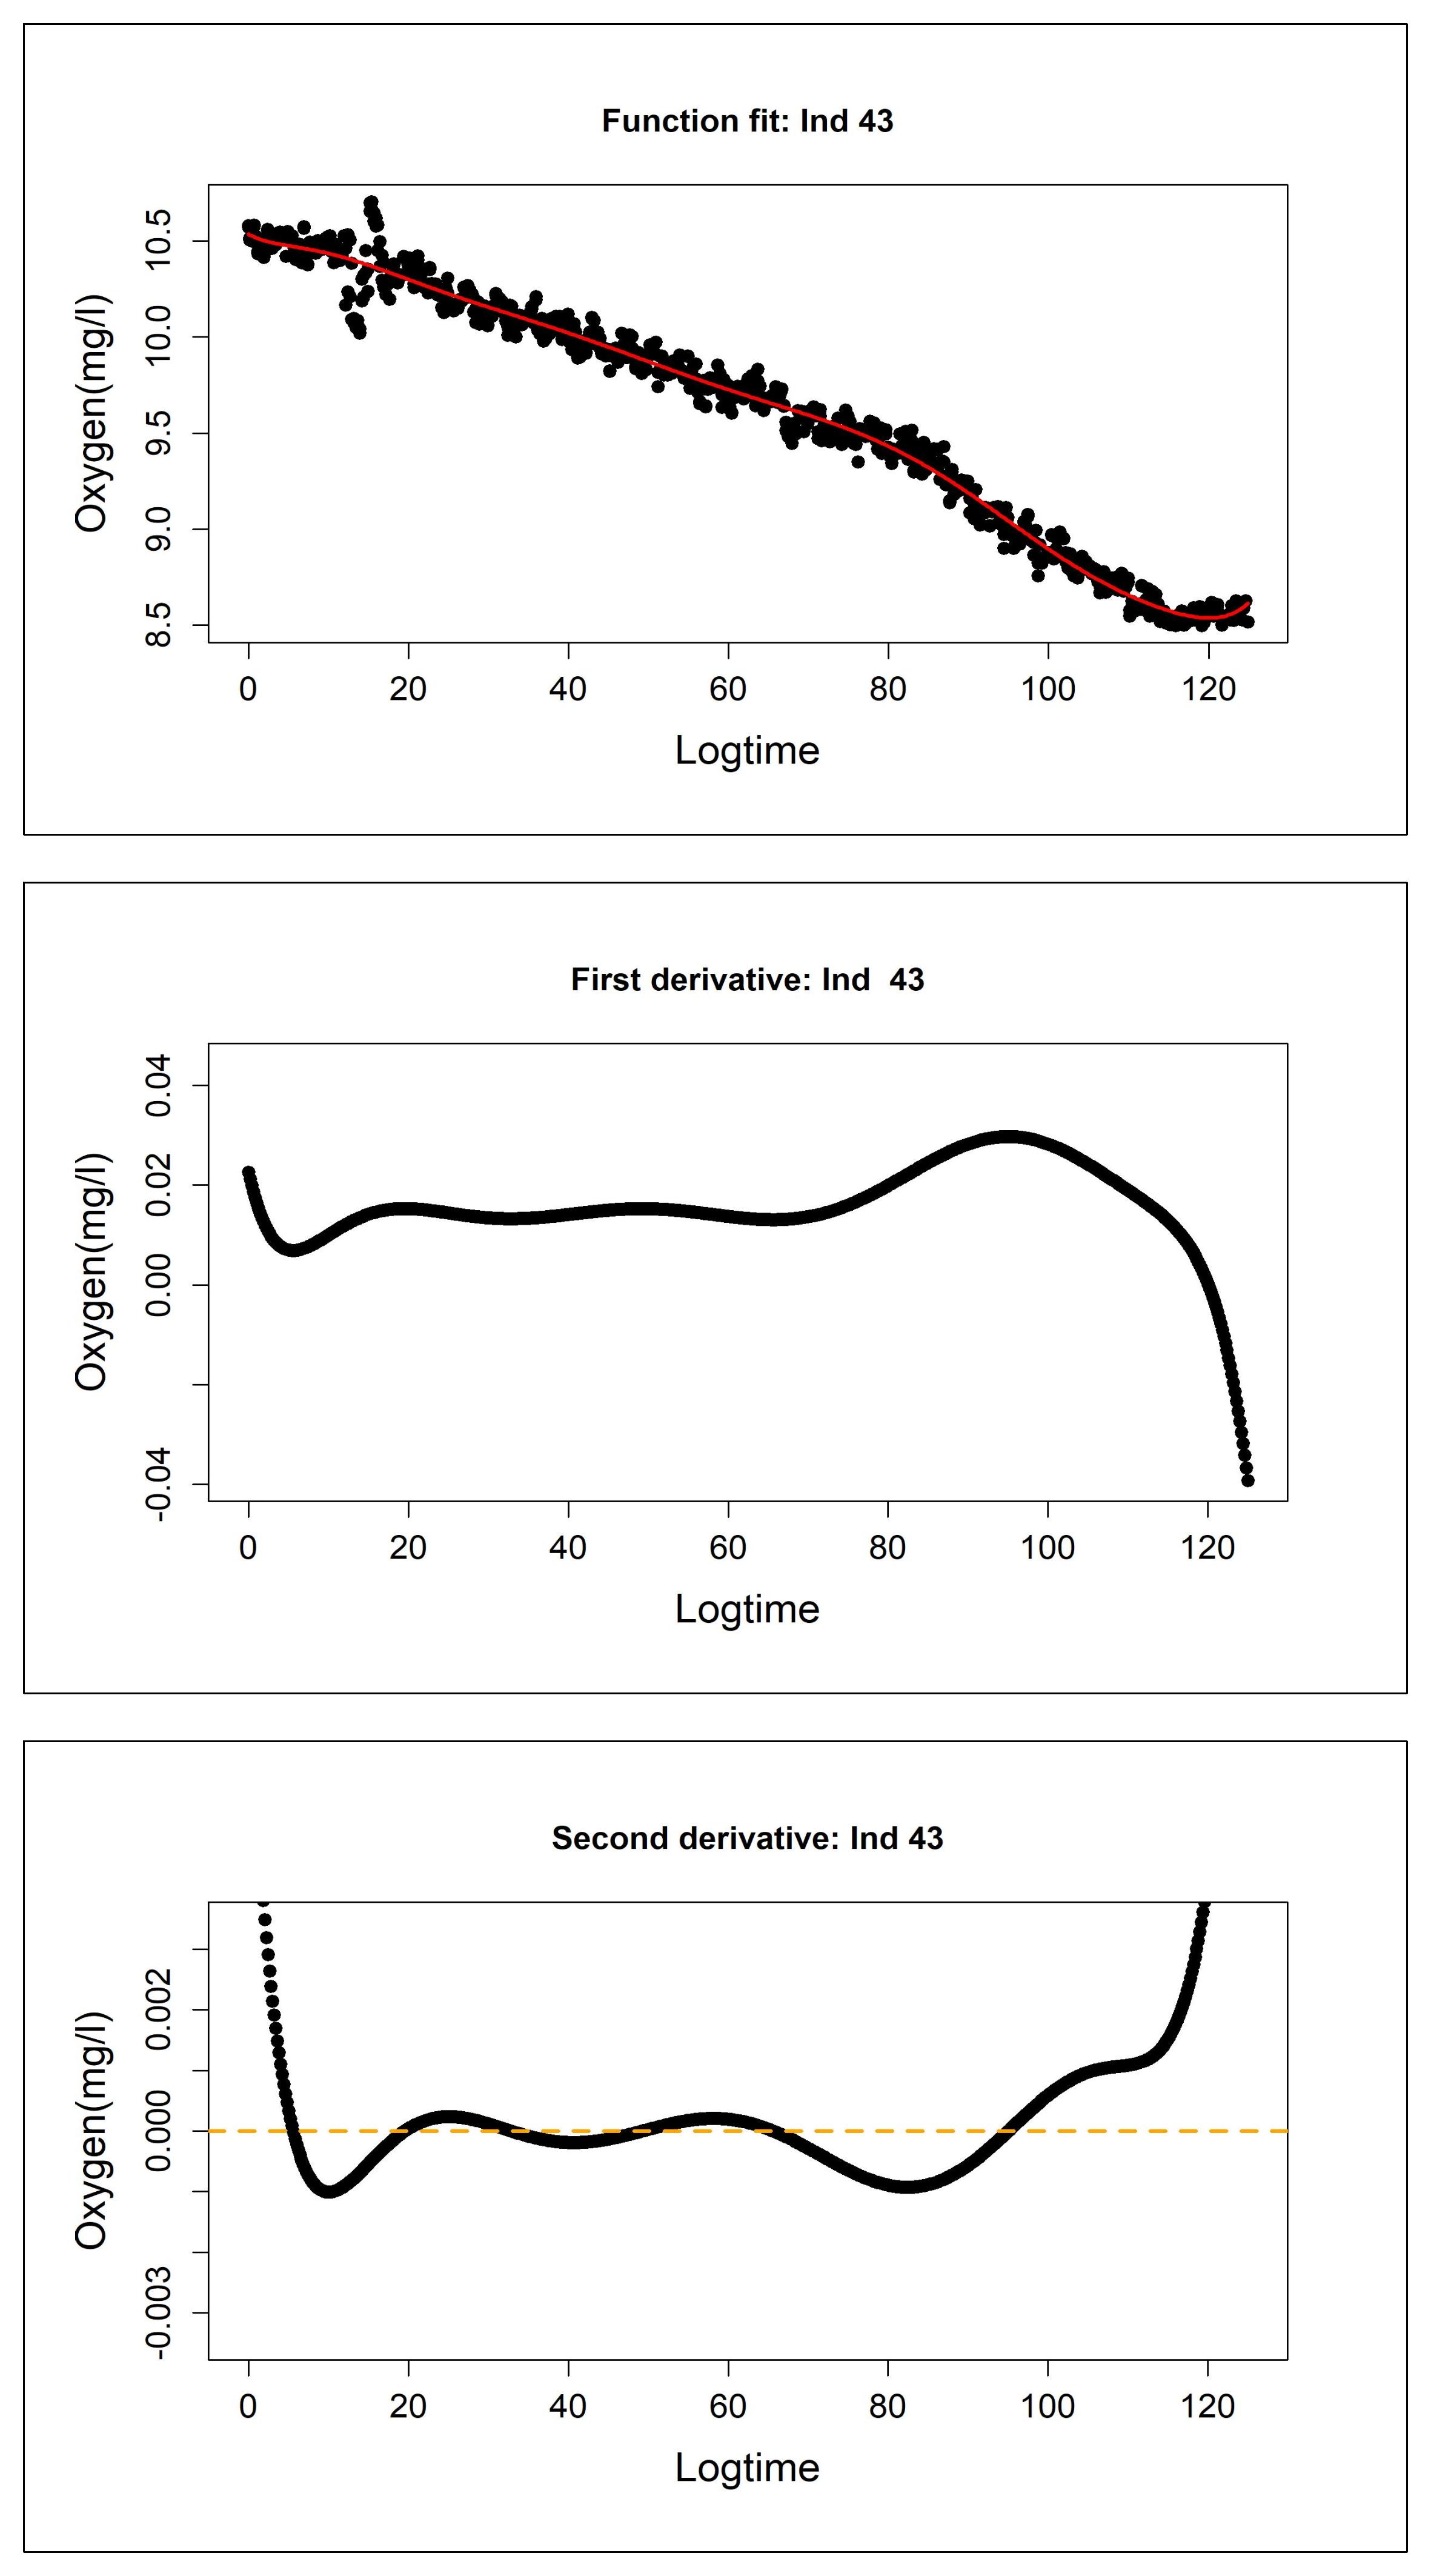 Function fit: Ind 43
Oxygen(mg/l)
10.5
10.0
9.5
9.0
8.5
0 20 40 60 80 100 120
Logtime
First derivative: Ind  43
Oxygen(mg/l)
0.04
0.02
0.00
-0.04
0 20 40 60 80 100 120
Logtime
Second derivative: Ind 43
Oxygen(mg/l)
0.002
0.000
-0.003
0 20 40 60 80 100 120
Logtime